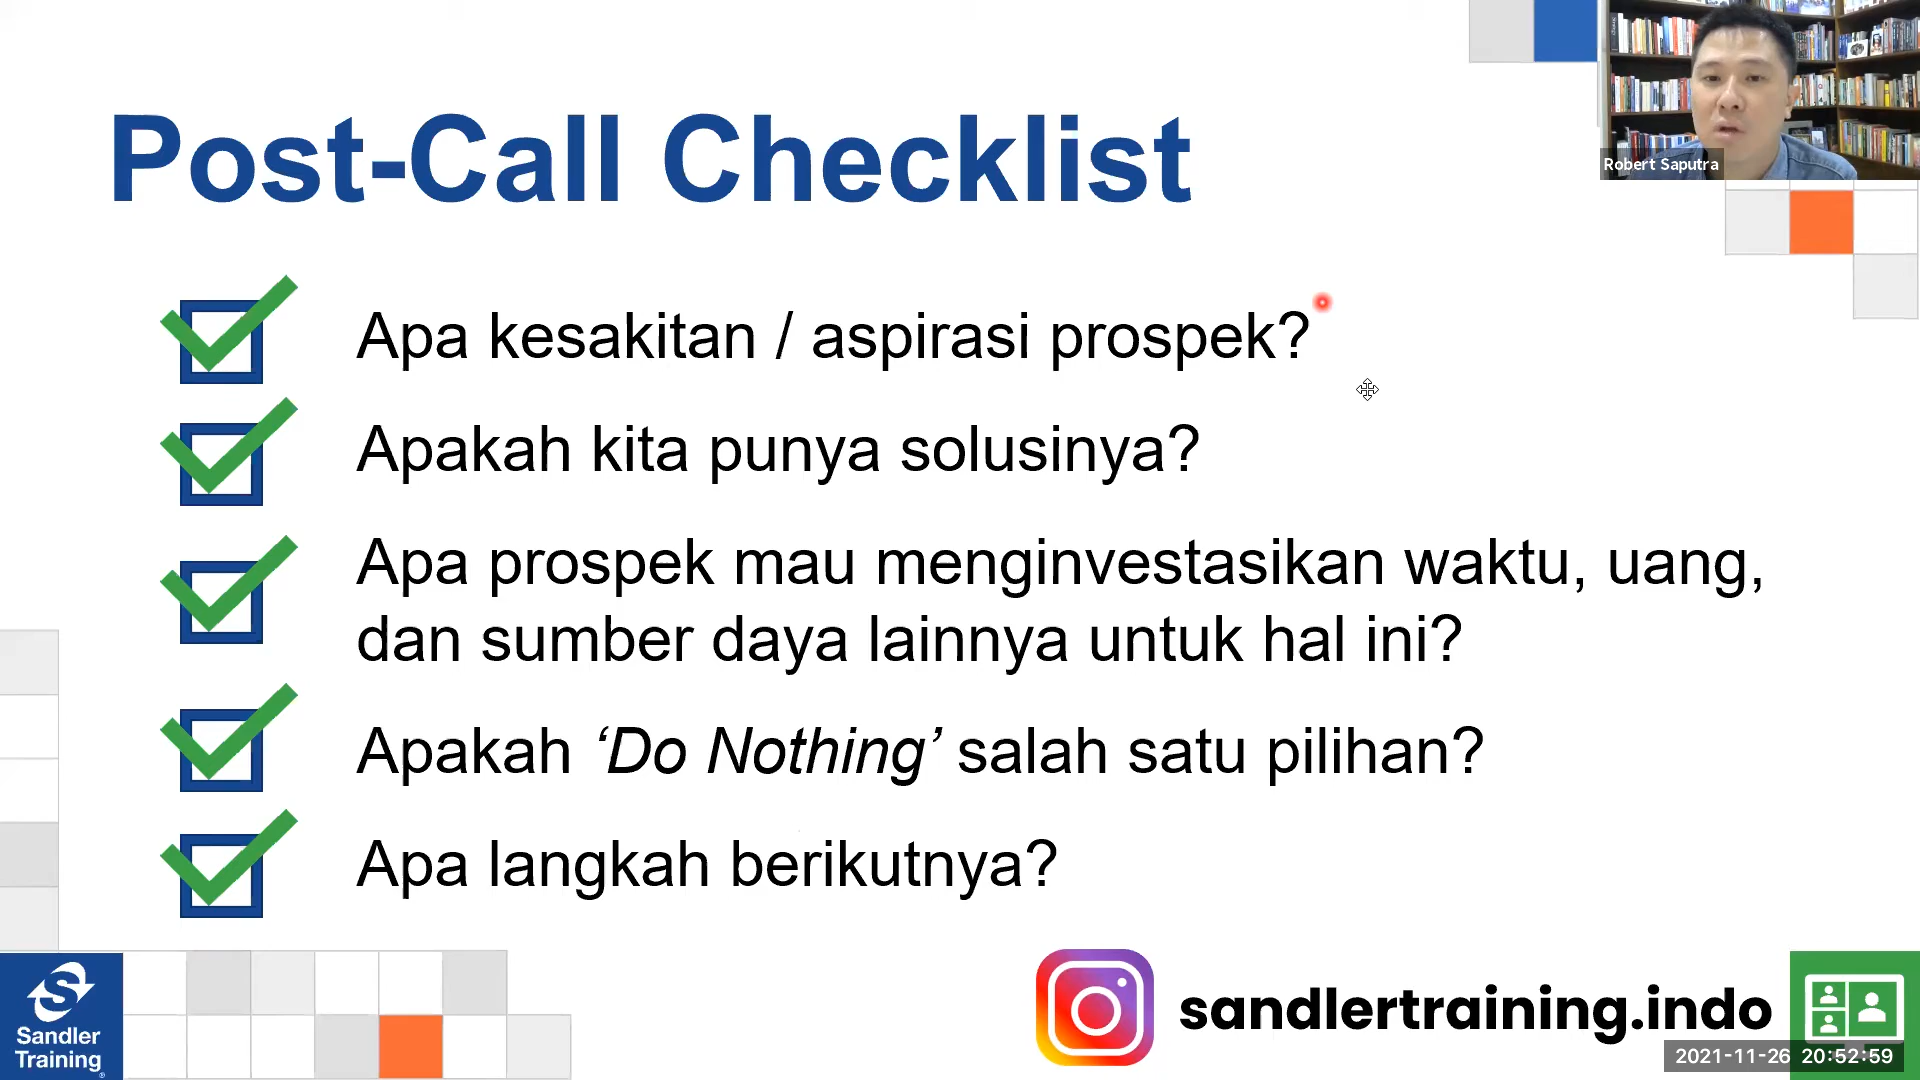 Post-Call Checklist
Robert Saputra
Apa kesakitan / aspirasi prospek?
Apakah kita punya solusinya?
Apa prospek mau menginvestasikan waktu, uang,
dan sumber daya lainnya untuk hal ini?
Apakah ‘Do Nothing’ salah satu pilihan?
Apa langkah berikutnya?
S
Sandler
Training®
sandlertraining.indo
2021-11-26 20:52:59